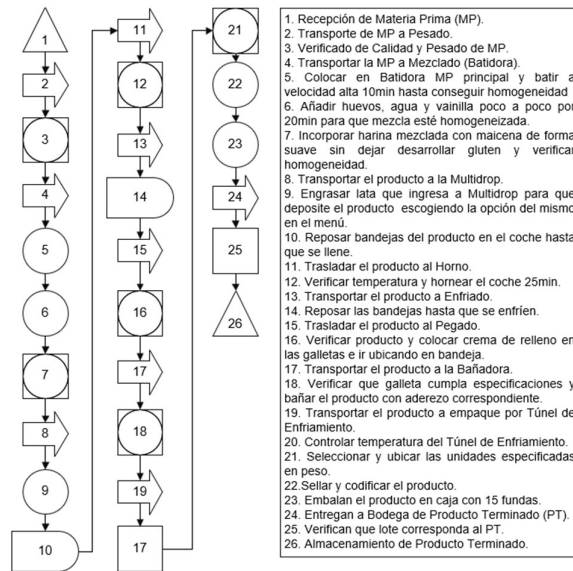 1
2
3
4
5
6
7
8
9
10
11
12
13
14
15
16
17
18
19
17
21
22
23
24
25
26
1. Recepción de Materia Prima (MP).
2. Transporte de MP a Pesado.
3. Verificado de Calidad y Pesado de MP.
4. Transportar la MP a Mezclado (Batidora).
5. Colocar en Batidora MP principal y batir a
velocidad alta 10min hasta conseguir homogeneidad
6. Añadir huevos, agua y vainilla poco a poco por
20min para que mezcla esté homogeneizada.
7. Incorporar harina mezclada con maicena de forma
suave sin dejar desarrollar gluten y verificar
homogeneidad.
8. Transportar el producto a la Multidrop.
9. Engrasar lata que ingresa a Multidrop para que
deposite el producto escogiendo la opción del mismo
en el menú.
10. Reposar bandejas del producto en el coche hasta
que se llene.
11. Trasladar el producto al Horno.
12. Verificar temperatura y hornear el coche 25min.
13. Transportar el producto a Enfriado.
14. Reposar las bandejas hasta que se enfríen.
15. Trasladar el producto al Pegado.
16. Verificar producto y colocar crema de relleno en
las galletas e ir ubicando en bandeja.
17. Transportar el producto a la Bañadora.
18. Verificar que galleta cumpla especificaciones y
bañar el producto con aderezo correspondiente.
19. Transportar el producto a empaque por Túnel de
Enfriamiento.
20. Controlar temperatura del Túnel de Enfriamiento.
21. Seleccionar y ubicar las unidades especificadas
en peso.
22.Sellar y codificar el producto.
23. Embalan el producto en caja con 15 fundas.
24. Entregan a Bodega de Producto Terminado (PT).
25. Verifican que lote corresponda al PT.
26. Almacenamiento de Producto Terminado.